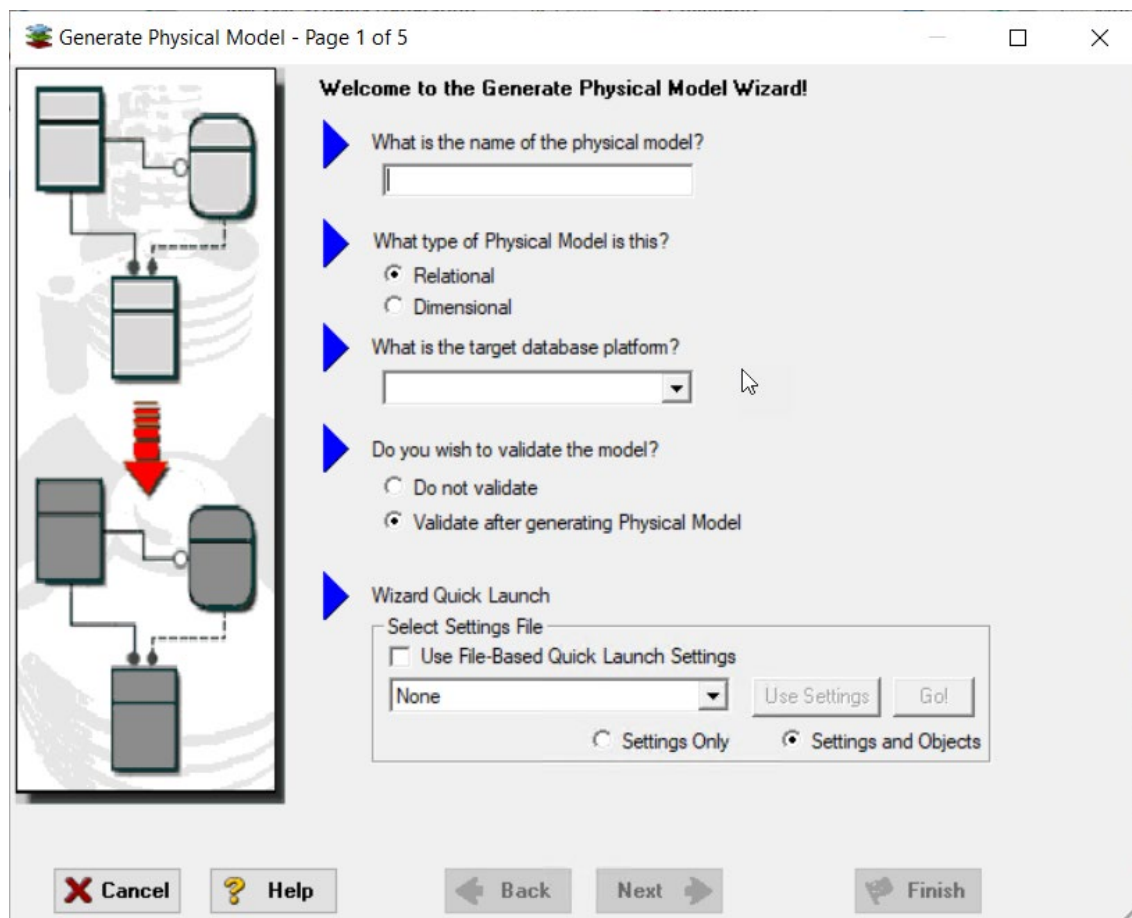 Generate Physical Model - Page 1 of 5
Welcome to the Generate Physical Model Wizard!
What is the name of the physical model?
What type of Physical Model is this?
Relational
Dimensional
What is the target database platform?
Do you wish to validate the model?
Do not validate
Validate after generating Physical Model
Wizard Quick Launch
Select Settings File
Use File-Based Quick Launch Settings
None
Use Settings
Go!
Settings Only
Settings and Objects
Cancel
Help
Back
Next
Finish